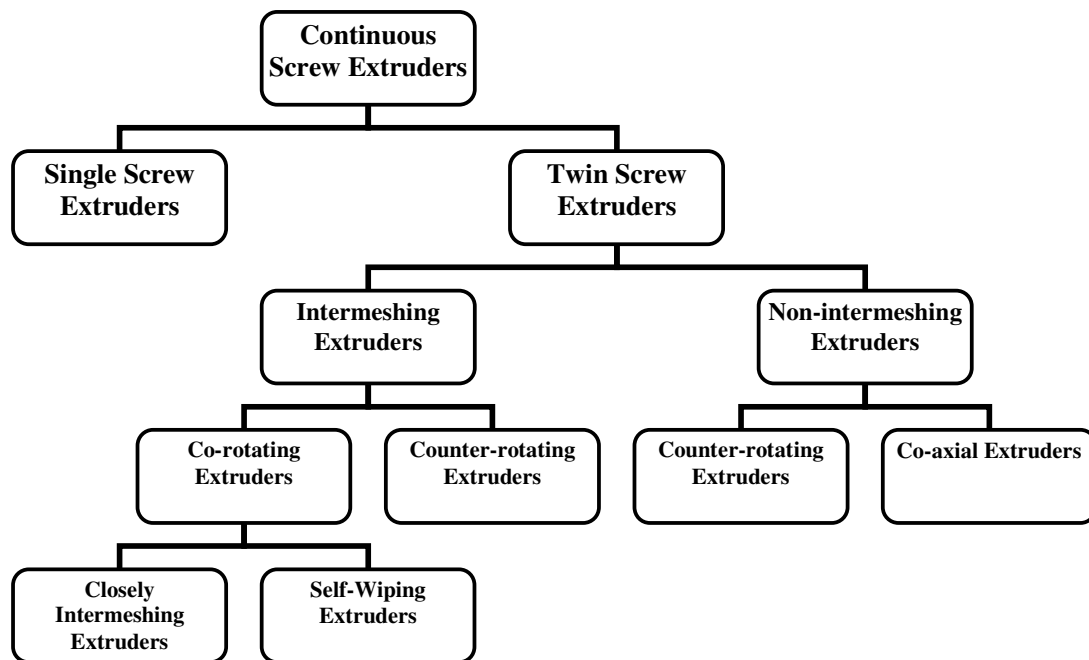 Continuous
Screw Extruders
Single Screw
Extruders
Twin Screw
Extruders
Intermeshing
Extruders
Non-intermeshing
Extruders
Co-rotating
Extruders
Counter-rotating
Extruders
Counter-rotating
Extruders
Co-axial Extruders
Closely
Intermeshing
Extruders
Self-Wiping
Extruders